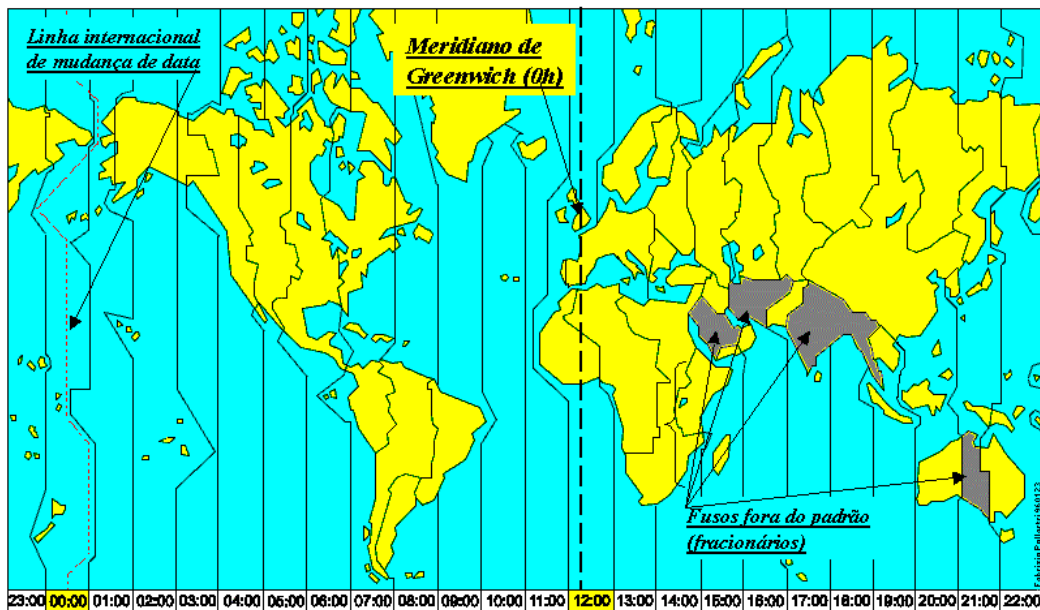 Linha internacional
de mudança de data
Meridiano de
Greenwich (0h)
Fusos fora do padrão
(fracionários)
23:00 00:00 01:00 02:00 03:00 04:00 05:00 06:00 07:00 08:00 09:00 10:00 11:00 12:00 13:00 14:00 15:00 16:00 17:00 18:00 19:00 20:00 21:00 22:00